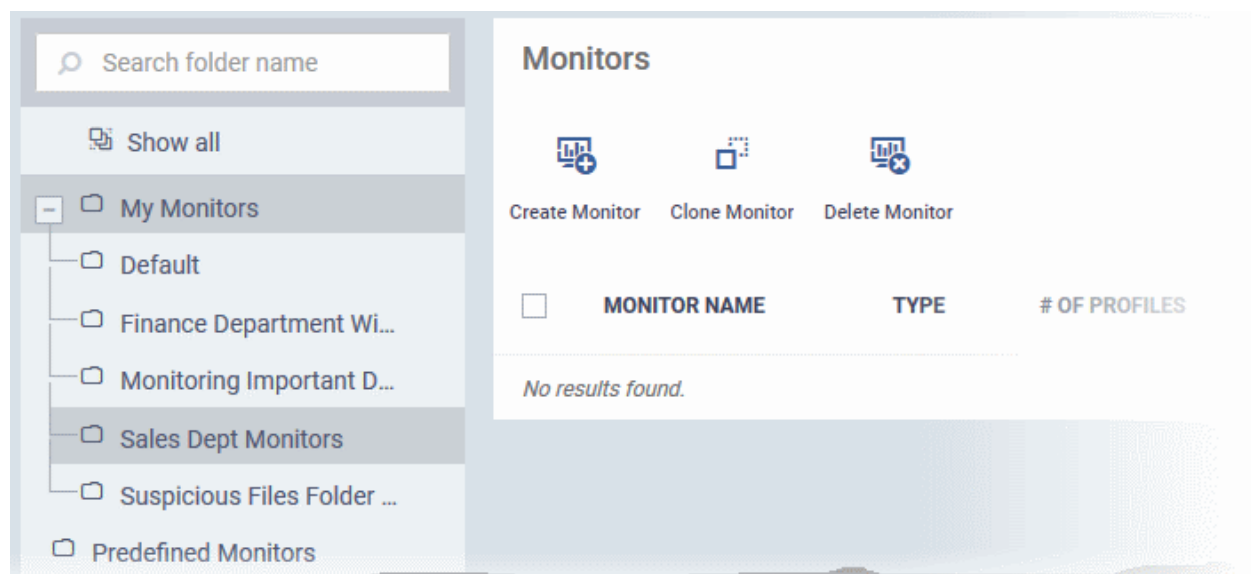 Search folder name
Show all
My Monitors
Default
Finance Department Wi...
Monitoring Important D...
Sales Dept Monitors
Suspicious Files Folder ...
Predefined Monitors
Monitors
Create Monitor Clone Monitor Delete Monitor
MONITOR NAME TYPE # OF PROFILES
No results found.